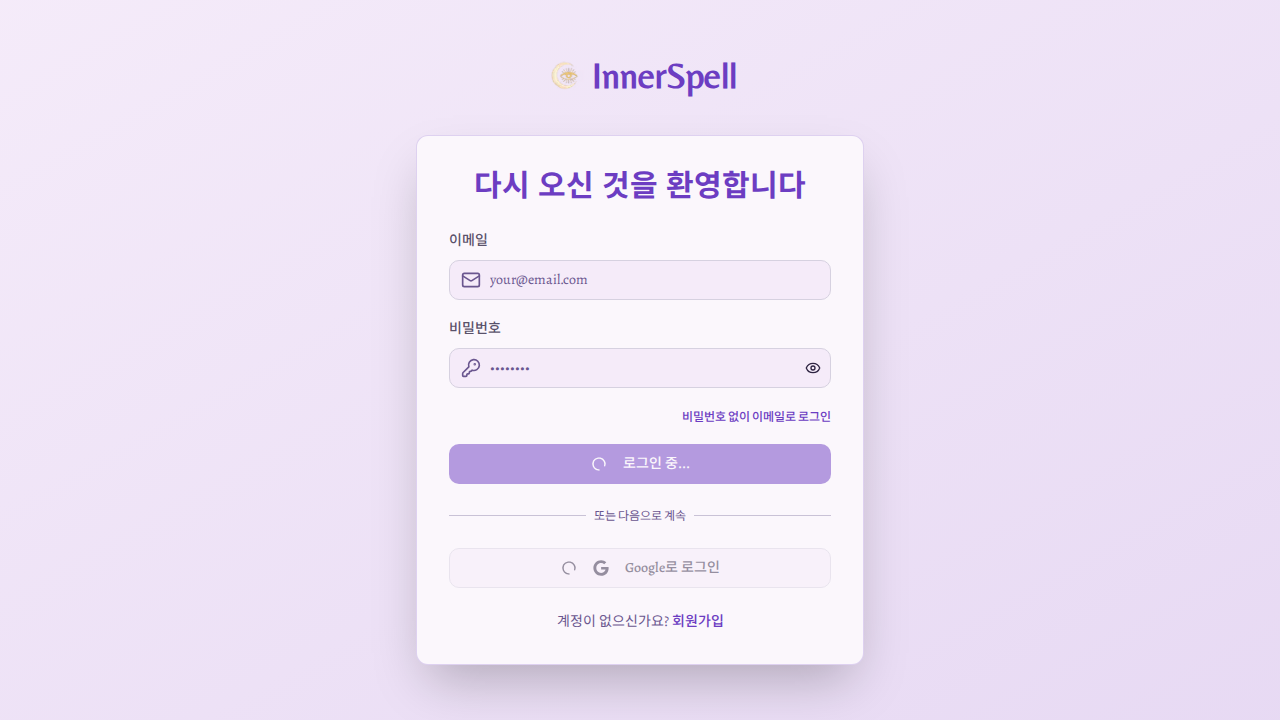 InnerSpell
다시 오신 것을 환영합니다
이메일
your@email.com
비밀번호
••••••••
비밀번호 없이 이메일로 로그인
로그인 중...
또는 다음으로 계속
Google로 로그인
계정이 없으신가요? 회원가입